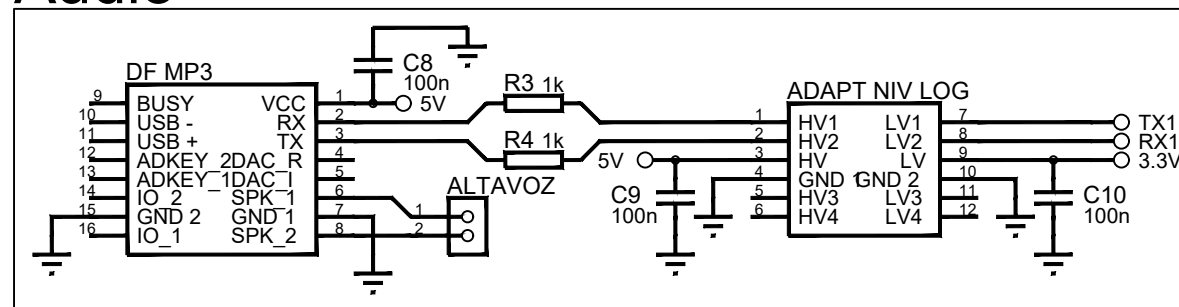 Audio
DF MP3
C8
100n
5V
R3 1k
R4 1k
9 BUSY VCC 1
10 USB - RX 2
11 USB + TX 3
12 ADKEY_2 DAC_R 4
13 ADKEY_1 DAC_I 5
14 IO_2 SPK_1 6
15 GND 2 GND_1 7
16 IO_1 SPK_2 8
ALTAVOZ
1
2
ADAPT NIV LOG
1 HV1 LV1 7 TX1
2 HV2 LV2 8 RX1
5V 3 HV LV 9 3.3V
4 GND 1 GND 2 10
5 HV3 LV3 11
6 HV4 LV4 12
C9
100n
C10
100n